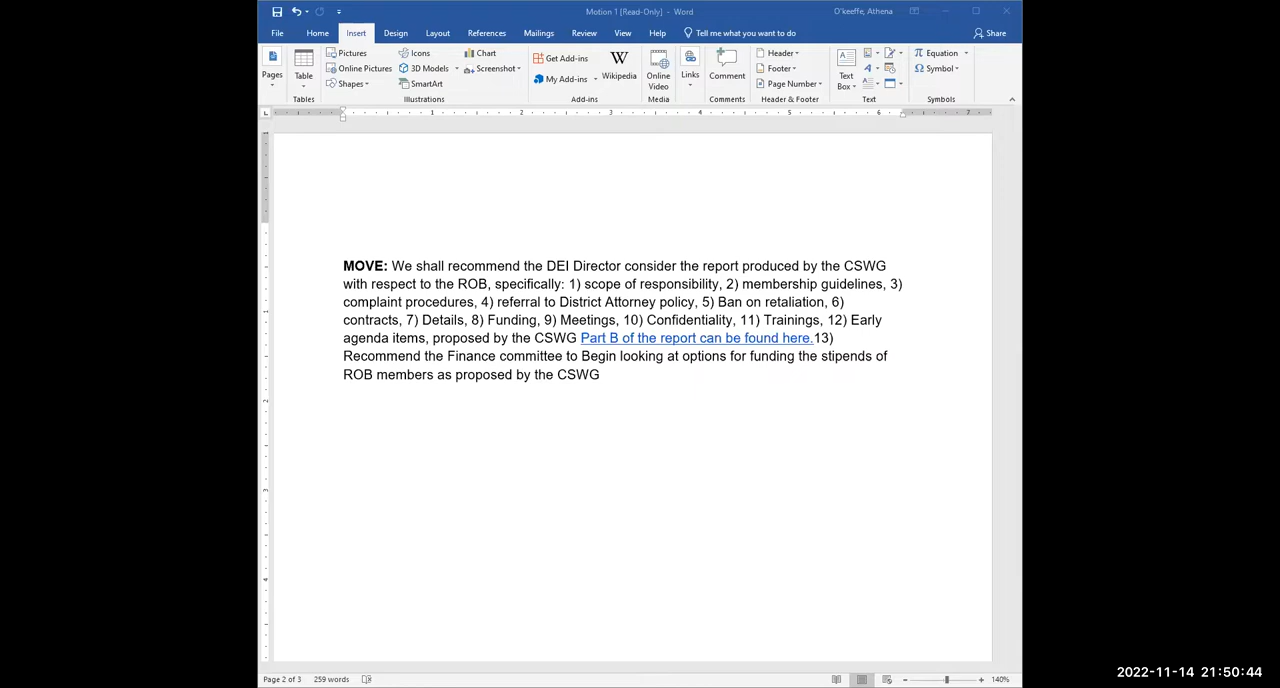 Motion 1 [Read-Only] - Word
O'keeffe, Athena
File Home Insert Design Layout References Mailings Review View Help Tell me what you want to do Share
Pages
Table
Tables
Pictures
Online Pictures
Shapes
Icons
3D Models
SmartArt
Chart
Screenshot
Illustrations
Get Add-ins
My Add-ins
W
Wikipedia
Add-ins
Online
Video
Media
Links
Comment
Comments
Header
Footer
Page Number
Header & Footer
A
Text
Box
Text
π Equation
Ω Symbol
Symbols
L 1 2 3 4 5 6 7
MOVE: We shall recommend the DEI Director consider the report produced by the CSWG
with respect to the ROB, specifically: 1) scope of responsibility, 2) membership guidelines, 3)
complaint procedures, 4) referral to District Attorney policy, 5) Ban on retaliation, 6)
contracts, 7) Details, 8) Funding, 9) Meetings, 10) Confidentiality, 11) Trainings, 12) Early
agenda items, proposed by the CSWG Part B of the report can be found here.13)
Recommend the Finance committee to Begin looking at options for funding the stipends of
ROB members as proposed by the CSWG
Page 2 of 3 259 words 140%
2022-11-14 21:50:44